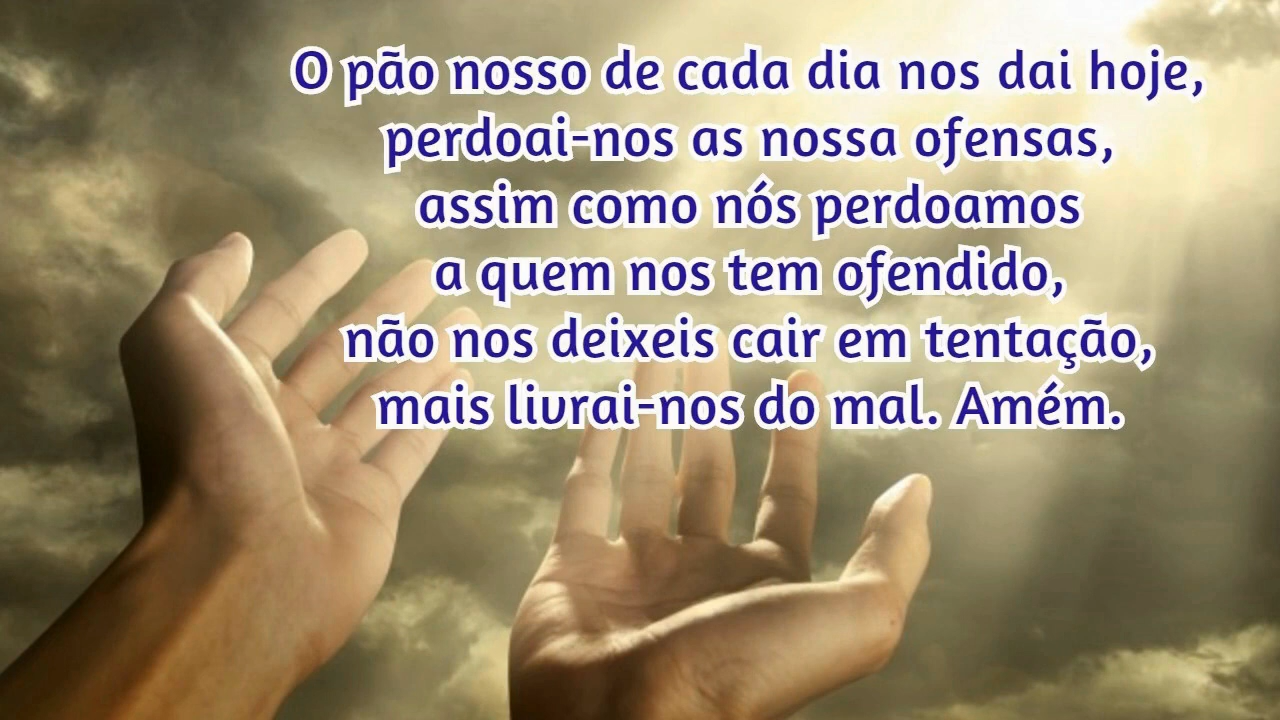 O pão nosso de cada dia nos dai hoje,
perdoai-nos as nossa ofensas,
assim como nós perdoamos
a quem nos tem ofendido,
não nos deixeis cair em tentação,
mais livrai-nos do mal. Amém.